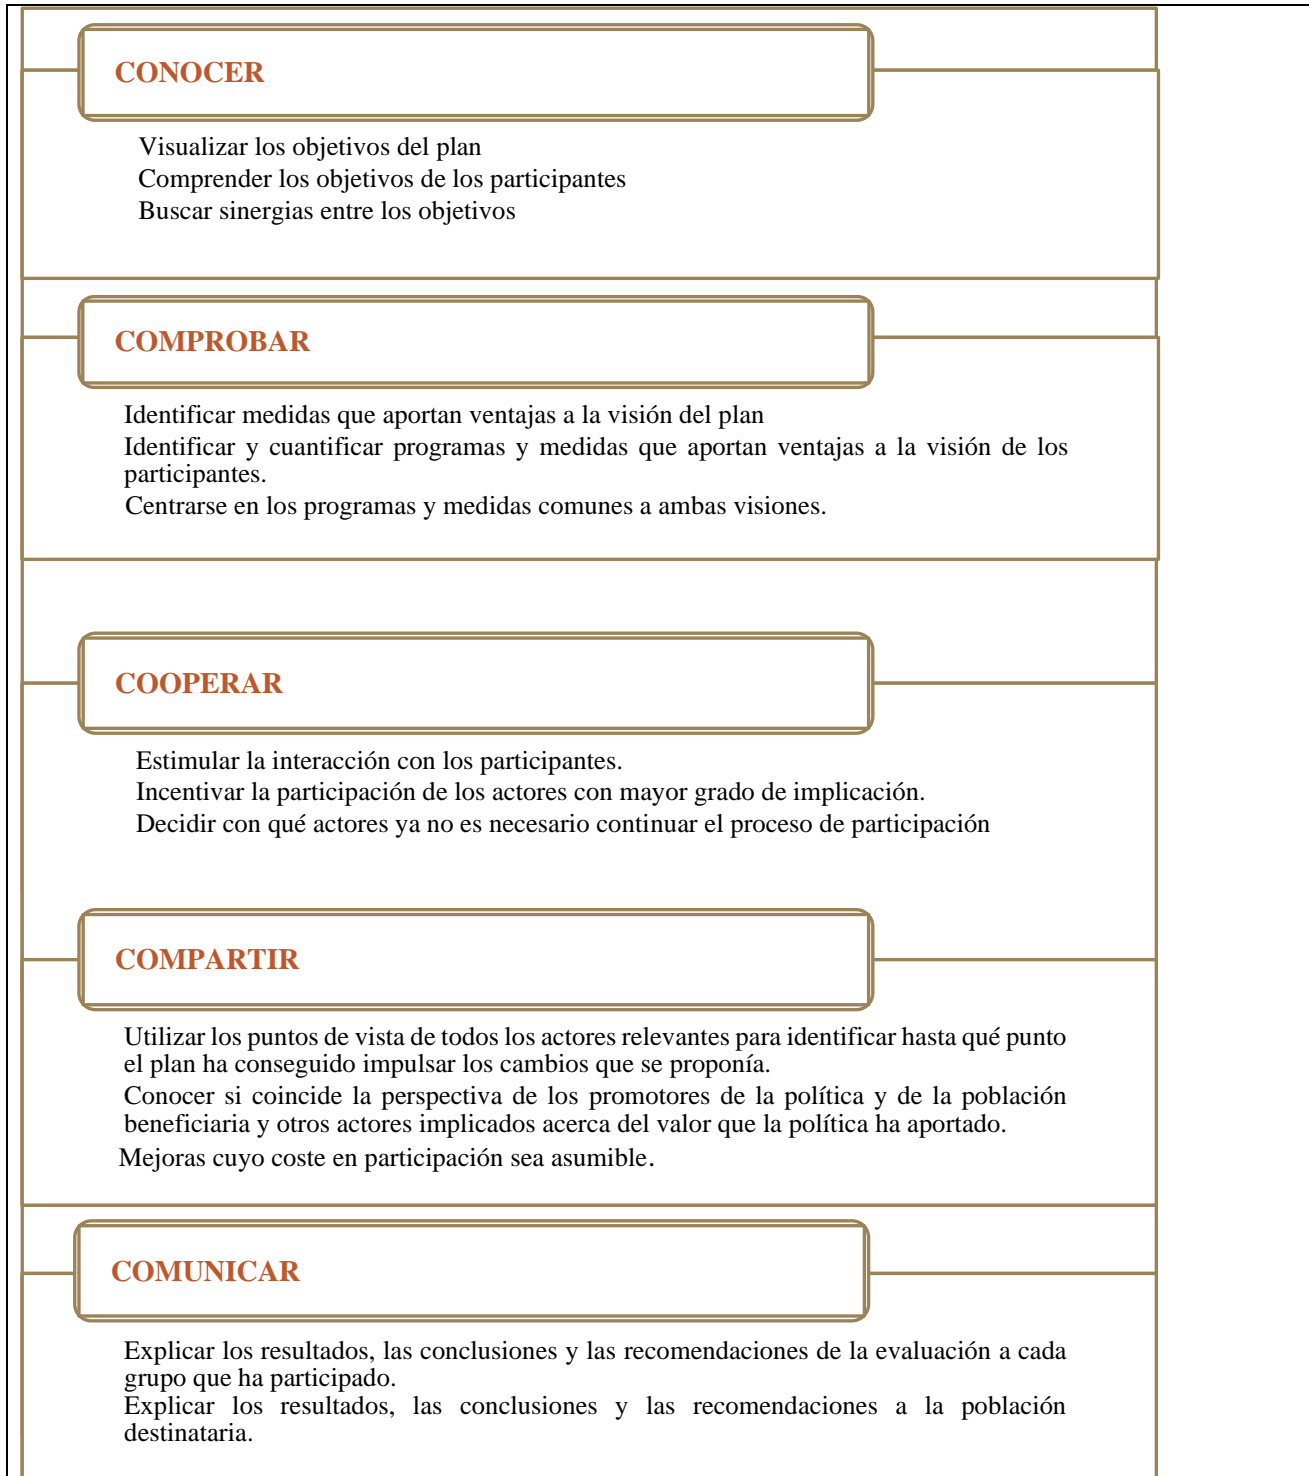 CONOCER
Visualizar los objetivos del plan
Comprender los objetivos de los participantes
Buscar sinergias entre los objetivos
COMPROBAR
Identificar medidas que aportan ventajas a la visión del plan
Identificar y cuantificar programas y medidas que aportan ventajas a la visión de los
participantes.
Centrarse en los programas y medidas comunes a ambas visiones.
COOPERAR
Estimular la interacción con los participantes.
Incentivar la participación de los actores con mayor grado de implicación.
Decidir con qué actores ya no es necesario continuar el proceso de participación
COMPARTIR
Utilizar los puntos de vista de todos los actores relevantes para identificar hasta qué punto
el plan ha conseguido impulsar los cambios que se proponía.
Conocer si coincide la perspectiva de los promotores de la política y de la población
beneficiaria y otros actores implicados acerca del valor que la política ha aportado.
Mejoras cuyo coste en participación sea asumible.
COMUNICAR
Explicar los resultados, las conclusiones y las recomendaciones de la evaluación a cada
grupo que ha participado.
Explicar los resultados, las conclusiones y las recomendaciones a la población
destinataria.